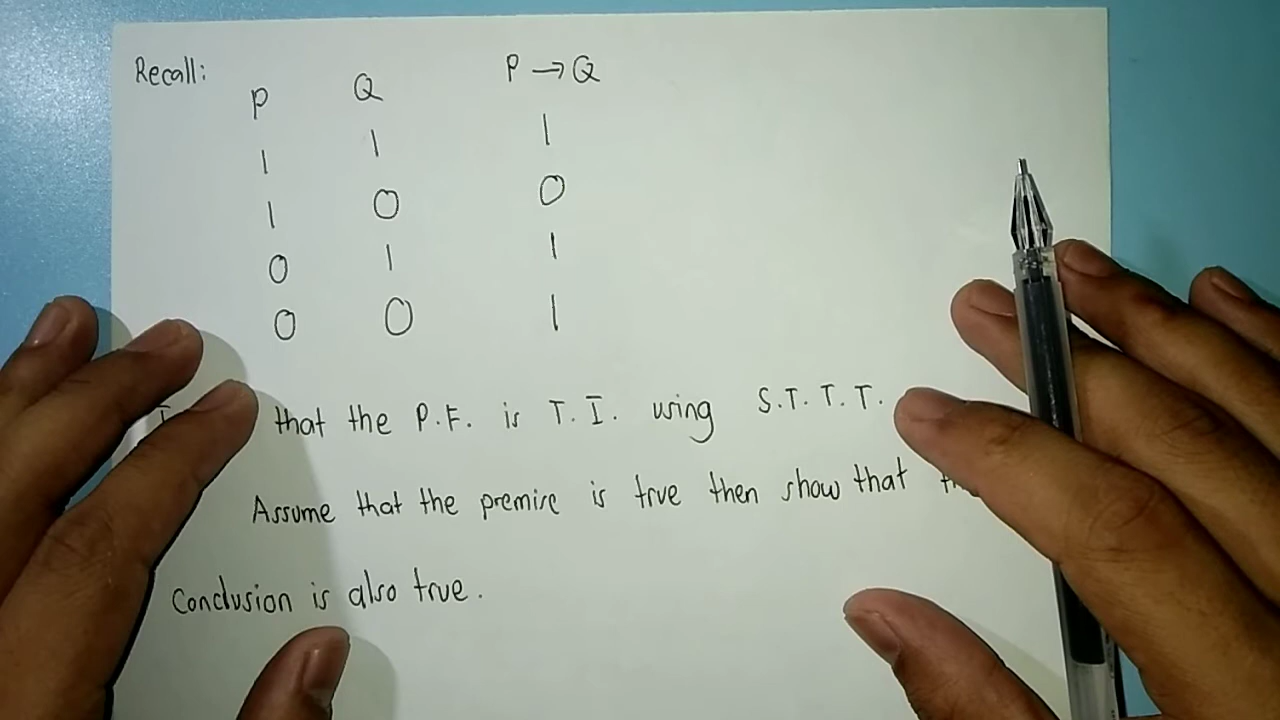 Recall:
P Q P → Q
1 1 1
1 0 0
0 1 1
0 0 1
that the P.F. is T.I. using S.T.T.T.
Assume that the premise is true then show that
Conclusion is also true.